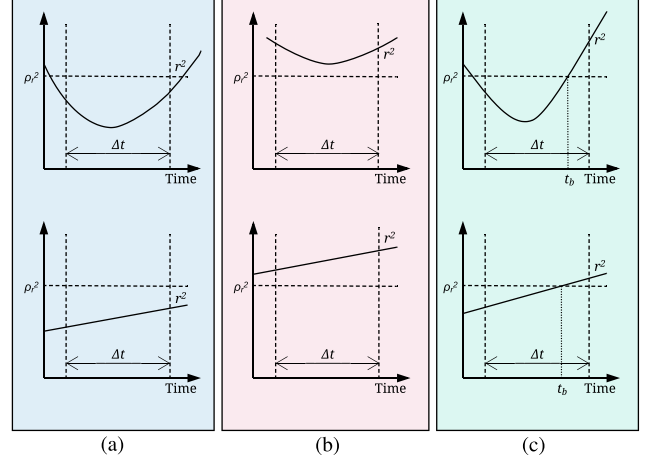 r²
ρr²
Δt
Time
r²
ρr²
Δt
Time
r²
ρr²
Δt
tb Time
r²
ρr²
Δt
Time
r²
ρr²
Δt
Time
r²
ρr²
Δt
tb Time
(a) (b) (c)